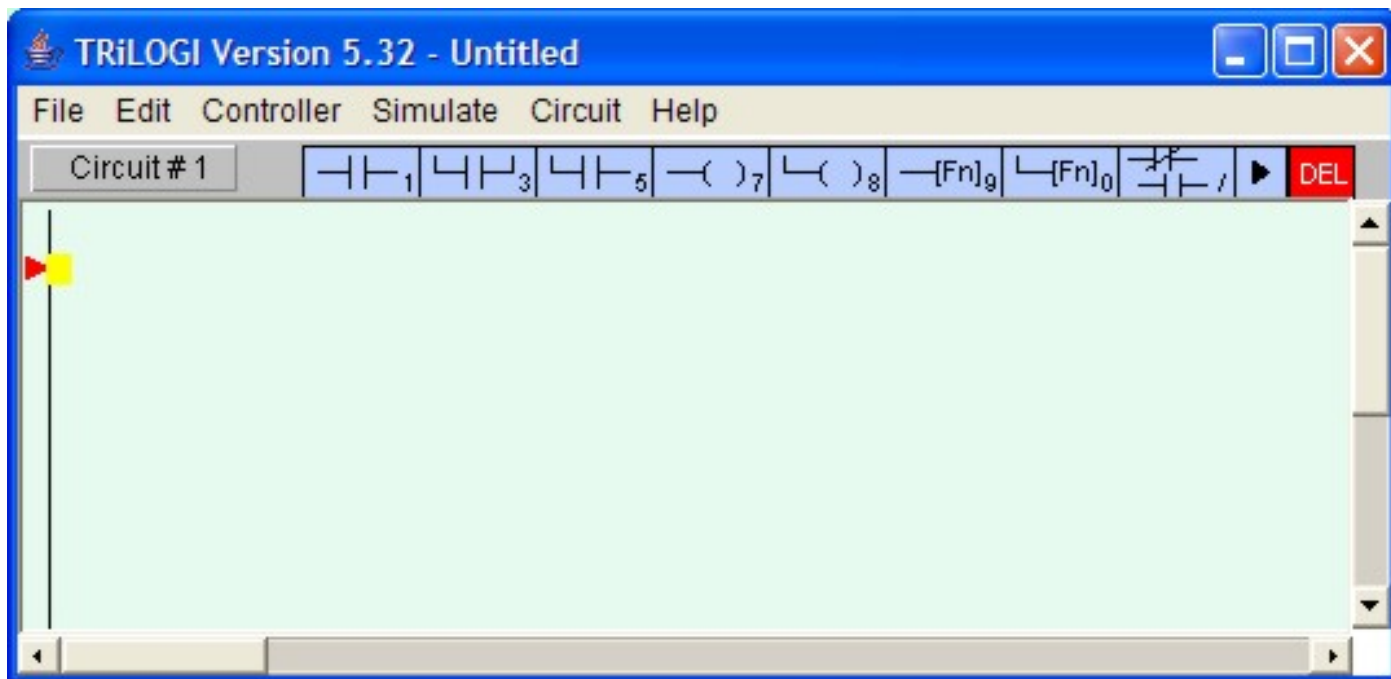 TRiLOGI Version 5.32 - Untitled
File Edit Controller Simulate Circuit Help
Circuit # 1 1 3 5 ( )7 ( )8 [Fn]9 [Fn]0 / DEL